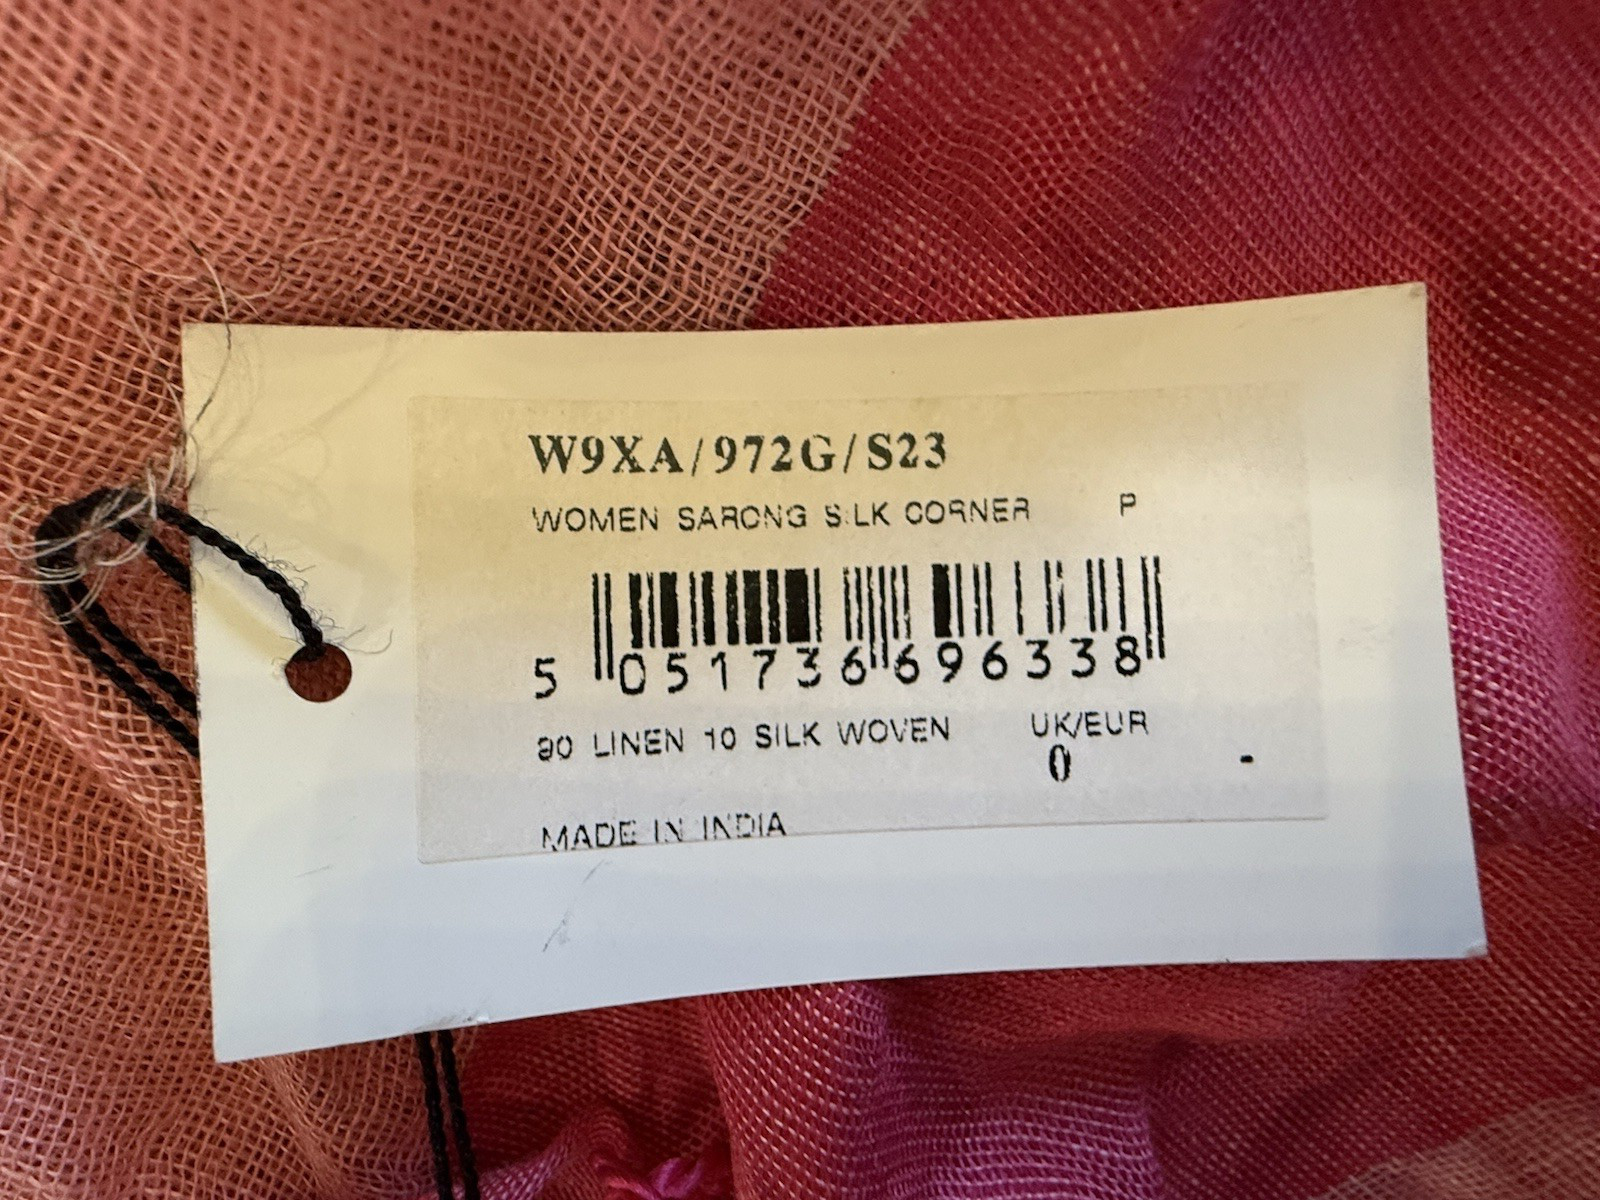 W9XA/972G/S23
WOMEN SARONG SILK CORNER P
5 051736 696338
90 LINEN 10 SILK WOVEN UK/EUR
0 -
MADE IN INDIA